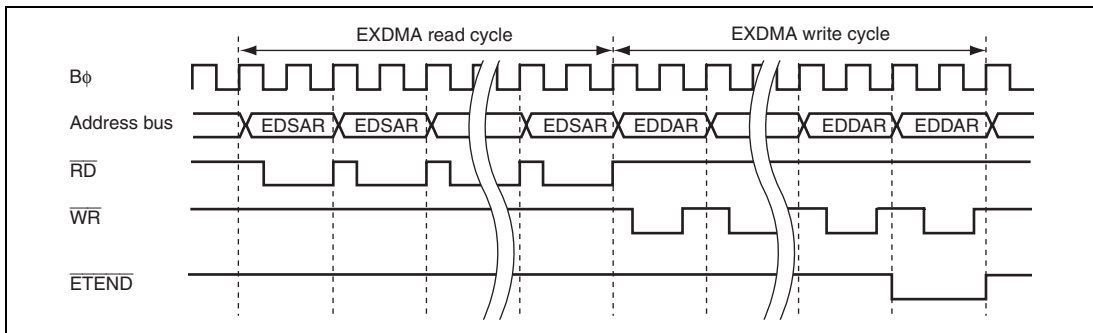 EXDMA read cycle EXDMA write cycle
Bϕ
Address bus EDSAR EDSAR EDSAR EDDAR EDDAR EDDAR
RD
WR
ETEND